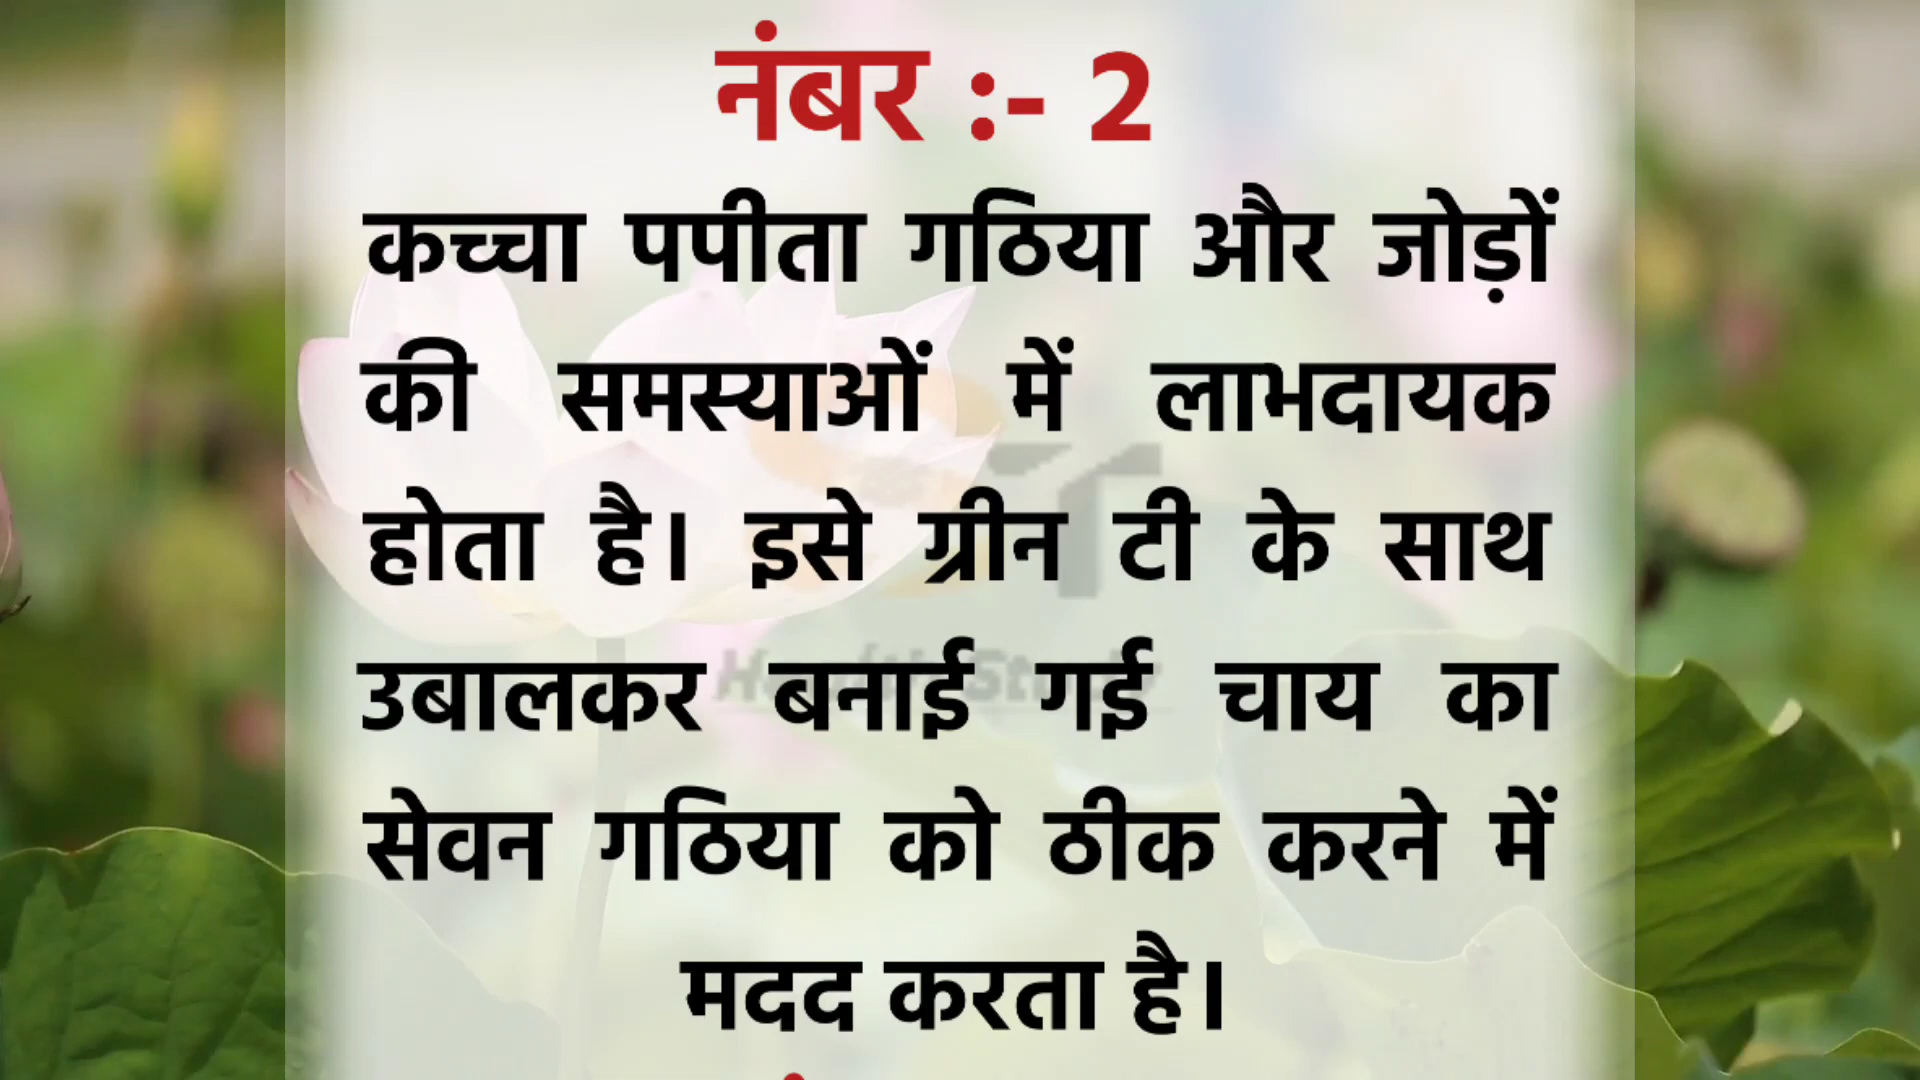 नंबर :- 2
कच्चा पपीता गठिया और जोड़ों
की समस्याओं में लाभदायक
होता है। इसे ग्रीन टी के साथ
उबालकर बनाई गई चाय का
सेवन गठिया को ठीक करने में
मदद करता है।